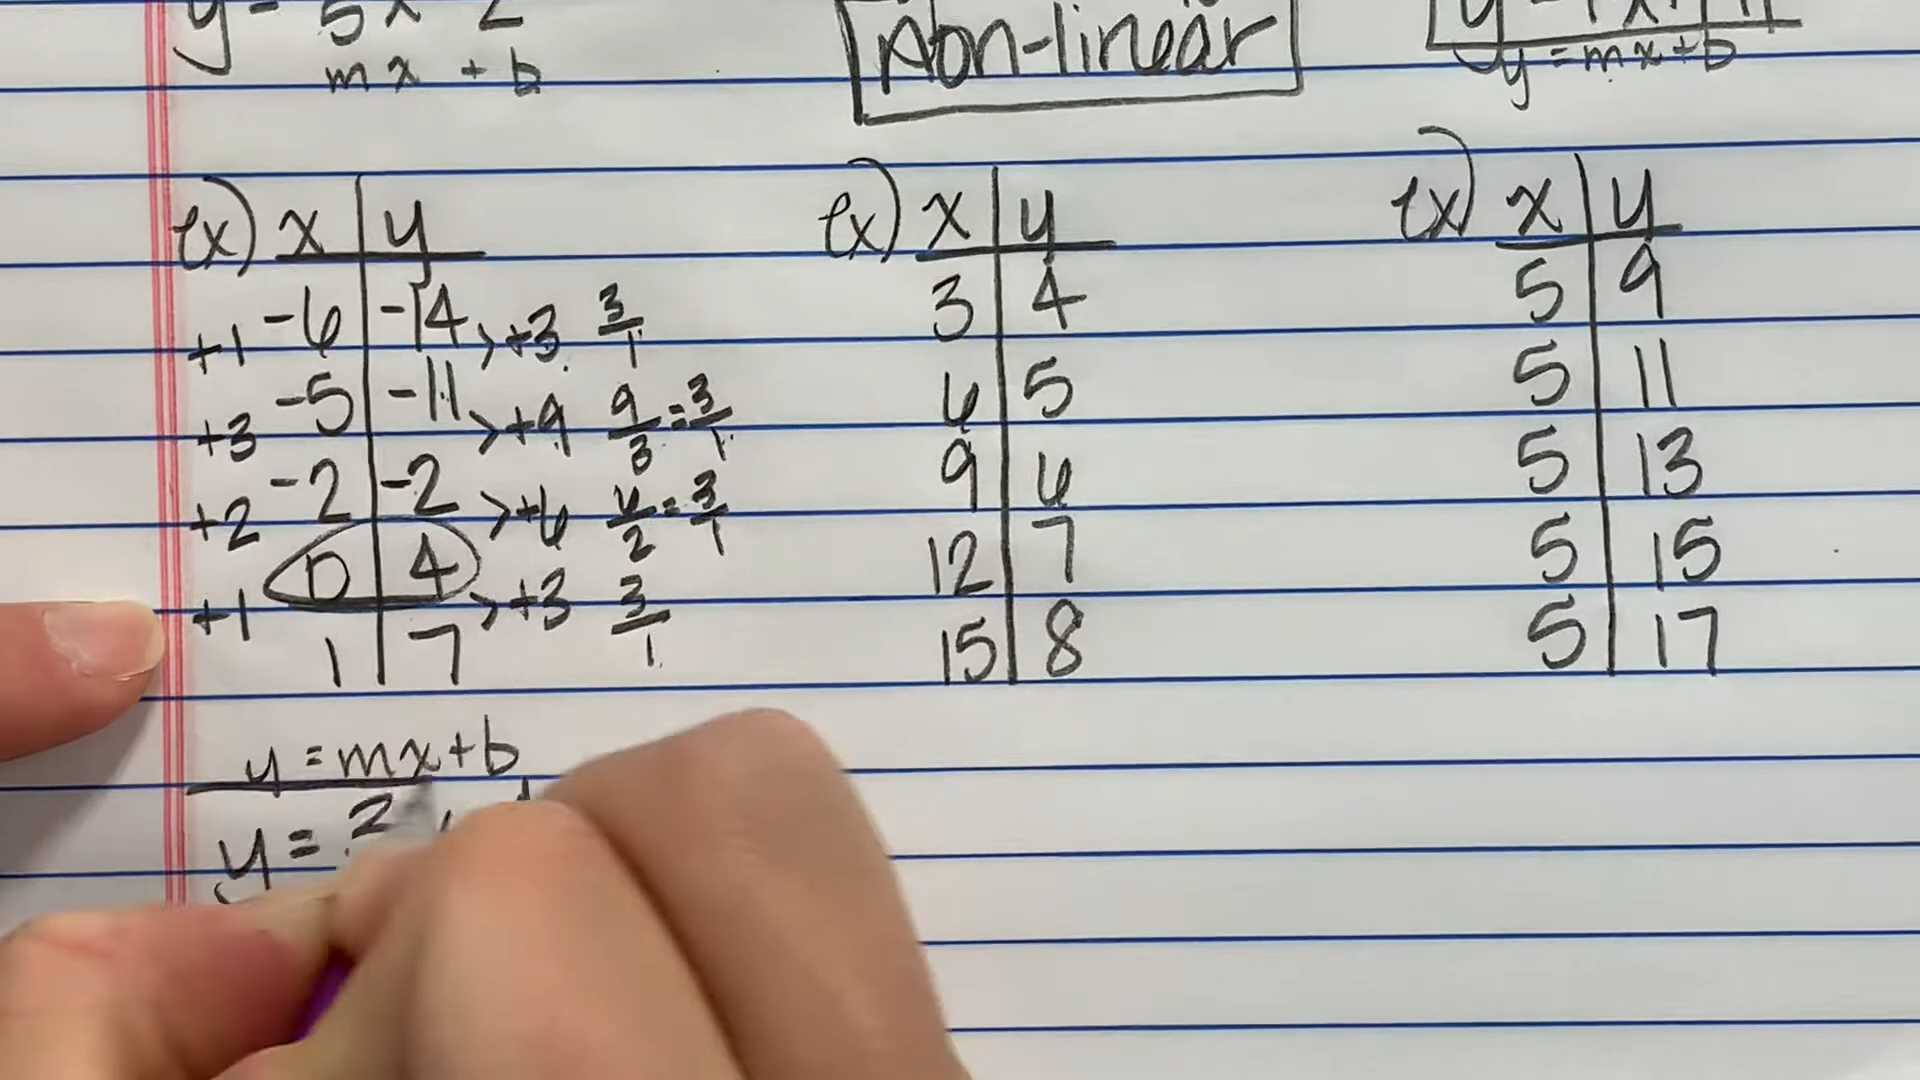 y = 5x 2
mx + b
Non-linear
y = mx + b
ex) x y
-6 -14
+1 >+3 3/1
-5 -11
+3 >+9 9/3 = 3/1
-2 -2
+2 >+6 6/2 = 3/1
0 4
+1 >+3 3/1
1 7
y = mx + b
y =
ex) x y
3 4
6 5
9 6
12 7
15 8
ex) x y
5 9
5 11
5 13
5 15
5 17